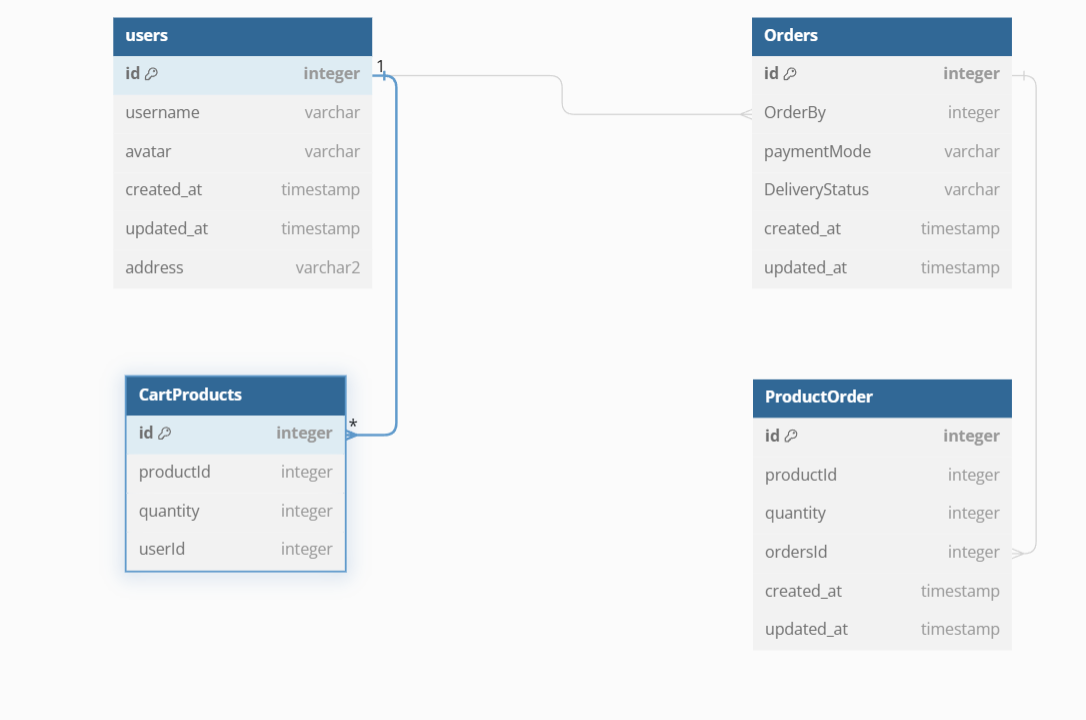 users
id integer
username varchar
avatar varchar
created_at timestamp
updated_at timestamp
address varchar2
1
Orders
id integer
OrderBy integer
paymentMode varchar
DeliveryStatus varchar
created_at timestamp
updated_at timestamp
CartProducts
id integer
productId integer
quantity integer
userId integer
*
ProductOrder
id integer
productId integer
quantity integer
ordersId integer
created_at timestamp
updated_at timestamp